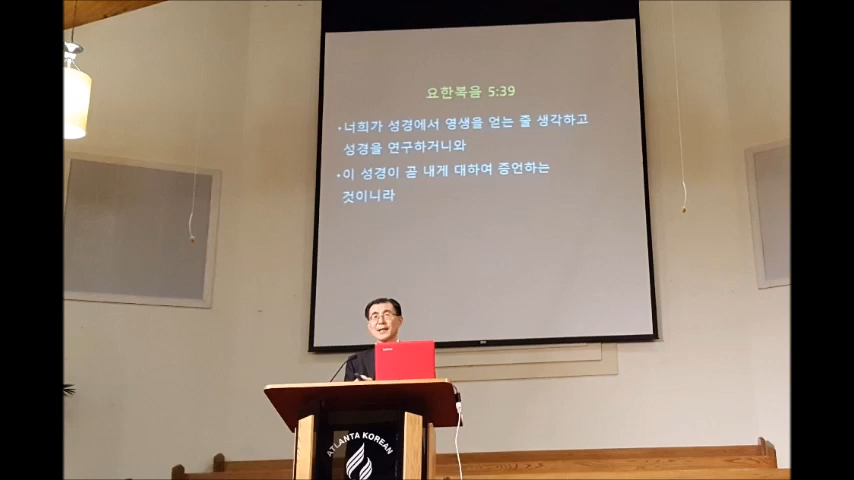 요한복음 5:39
•너희가 성경에서 영생을 얻는 줄 생각하고
성경을 연구하거니와
•이 성경이 곧 내게 대하여 증언하는
것이니라
ATLANTA KOREAN